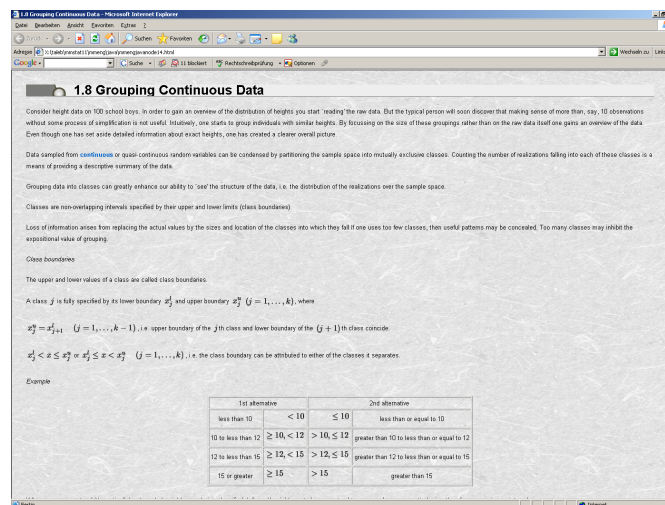 1.8 Grouping Continuous Data - Microsoft Internet Explorer
Datei Bearbeiten Ansicht Favoriten Extras ?
Zurück Suchen Favoriten
Adresse X:\taleb\mmstat11\mmeng\java\mmengjavanode14.html Wechseln zu Links
Google Suche 11 blockiert Rechtschreibprüfung Optionen
1.8 Grouping Continuous Data
Consider height data on 100 school boys. In order to gain an overview of the distribution of heights you start `reading' the raw data. But the typical person will soon discover that making sense of more than, say, 10 observations
without some process of simplification is not useful. Intuitively, one starts to group individuals with similar heights. By focussing on the size of these groupings rather than on the raw data itself one gains an overview of the data.
Even though one has set aside detailed information about exact heights, one has created a clearer overall picture.
Data sampled from continuous or quasi-continuous random variables can be condensed by partitioning the sample space into mutually exclusive classes. Counting the number of realizations falling into each of these classes is a
means of providing a descriptive summary of the data.
Grouping data into classes can greatly enhance our ability to `see' the structure of the data, i.e. the distribution of the realizations over the sample space.
Classes are non-overlapping intervals specified by their upper and lower limits (class boundaries).
Loss of information arises from replacing the actual values by the sizes and location of the classes into which they fall If one uses too few classes, then useful patterns may be concealed. Too many classes may inhibit the
expositional value of grouping.
Class boundaries
The upper and lower values of a class are called class boundaries.
A class j is fully specified by its lower boundary x_j^l and upper boundary x_j^u (j = 1, . . . , k), where
x_j^u = x_{j+1}^l (j = 1, . . . , k − 1), i.e. upper boundary of the j th class and lower boundary of the (j + 1) th class coincide.
x_j^l < x ≤ x_j^u or x_j^l ≤ x < x_j^u (j = 1, . . . , k), i.e. the class boundary can be attributed to either of the classes it separates.
Example
1st alternative 2nd alternative
less than 10 < 10 ≤ 10 less than or equal to 10
10 to less than 12 ≥ 10, < 12 > 10, ≤ 12 greater than 10 to less than or equal to 12
12 to less than 15 ≥ 12, < 15 > 12, ≤ 15 greater than 12 to less than or equal to 15
15 or greater ≥ 15 > 15 greater than 15
Fertig Internet